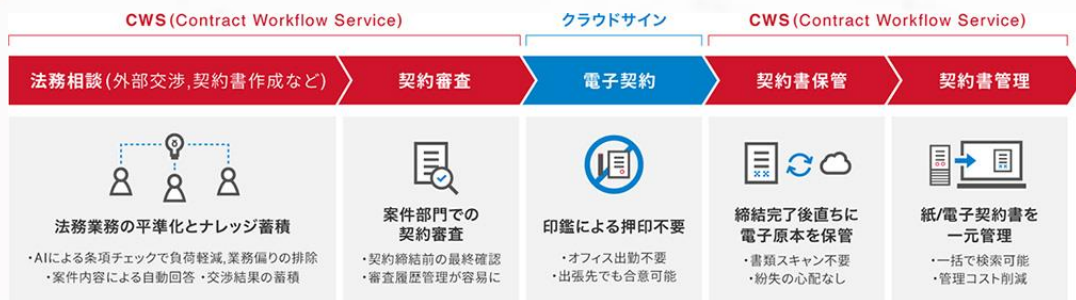 CWS(Contract Workflow Service)
クラウドサイン
CWS(Contract Workflow Service)
法務相談(外部交渉,契約書作成など)
契約審査
電子契約
契約書保管
契約書管理
法務業務の平準化とナレッジ蓄積
・AIによる条項チェックで負荷軽減,業務偏りの排除
・案件内容による自動回答 ・交渉結果の蓄積
案件部門での
契約審査
・契約締結前の最終確認
・審査履歴管理が容易に
印鑑による押印不要
・オフィス出勤不要
・出張先でも合意可能
締結完了後直ちに
電子原本を保管
・書類スキャン不要
・紛失の心配なし
紙/電子契約書を
一元管理
・一括で検索可能
・管理コスト削減